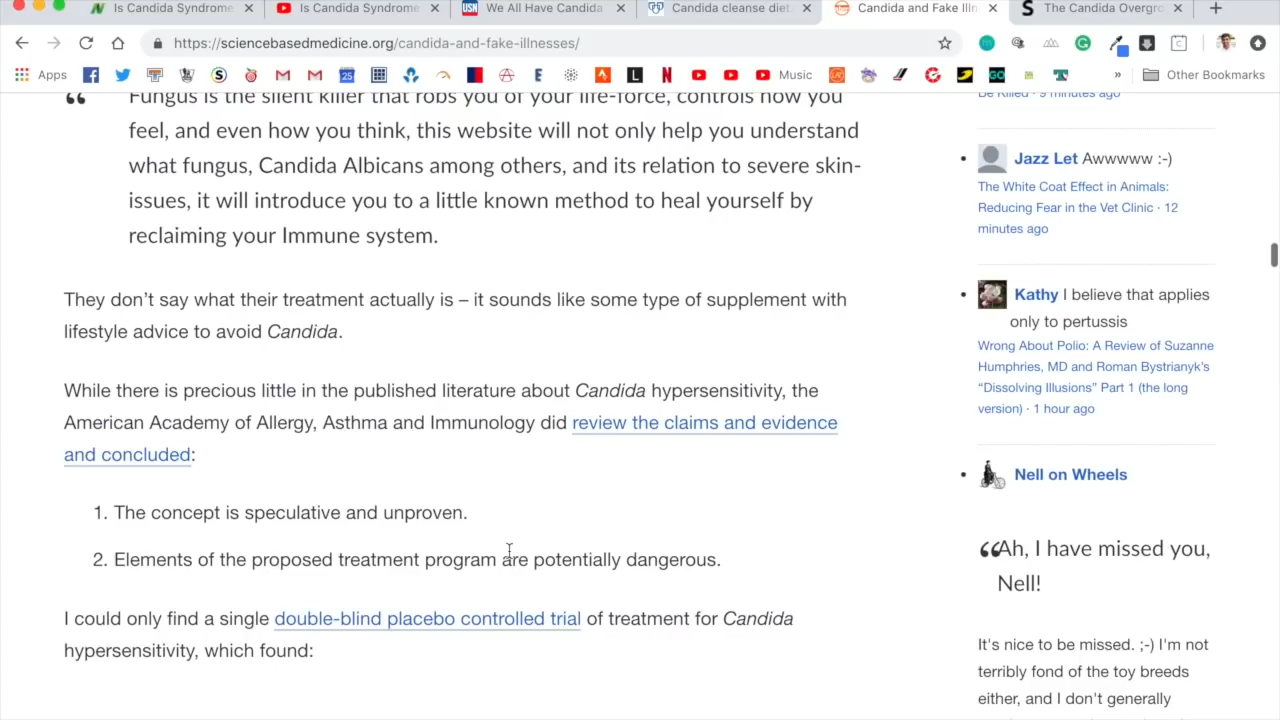 Is Candida Syndrome
Is Candida Syndrome
We All Have Candida
Candida cleanse diet
Candida and Fake Illn
The Candida Overgro
https://sciencebasedmedicine.org/candida-and-fake-illnesses/
Apps
Music
Other Bookmarks
Fungus is the silent killer that robs you of your life-force, controls how you
feel, and even how you think, this website will not only help you understand
what fungus, Candida Albicans among others, and its relation to severe skin-
issues, it will introduce you to a little known method to heal yourself by
reclaiming your Immune system.
They don’t say what their treatment actually is – it sounds like some type of supplement with
lifestyle advice to avoid Candida.
While there is precious little in the published literature about Candida hypersensitivity, the
American Academy of Allergy, Asthma and Immunology did review the claims and evidence
and concluded:
1. The concept is speculative and unproven.
2. Elements of the proposed treatment program are potentially dangerous.
I could only find a single double-blind placebo controlled trial of treatment for Candida
hypersensitivity, which found:
Be Killed · 9 minutes ago
Jazz Let Awwwww :-)
The White Coat Effect in Animals:
Reducing Fear in the Vet Clinic · 12
minutes ago
Kathy I believe that applies
only to pertussis
Wrong About Polio: A Review of Suzanne
Humphries, MD and Roman Bystrianyk’s
“Dissolving Illusions” Part 1 (the long
version) · 1 hour ago
Nell on Wheels
Ah, I have missed you,
Nell!
It's nice to be missed. ;-) I'm not
terribly fond of the toy breeds
either, and I don't generally